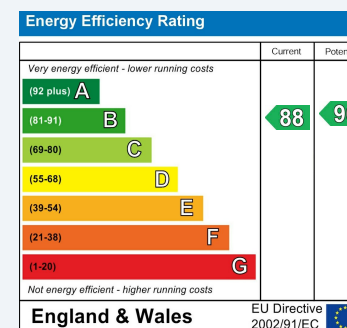 Energy Efficiency Rating
Current
Very energy efficient - lower running costs
(92 plus) A
(81-91) B
88
(69-80) C
(55-68) D
(39-54) E
(21-38) F
(1-20) G
Not energy efficient - higher running costs
England & Wales
EU Directive
2002/91/EC